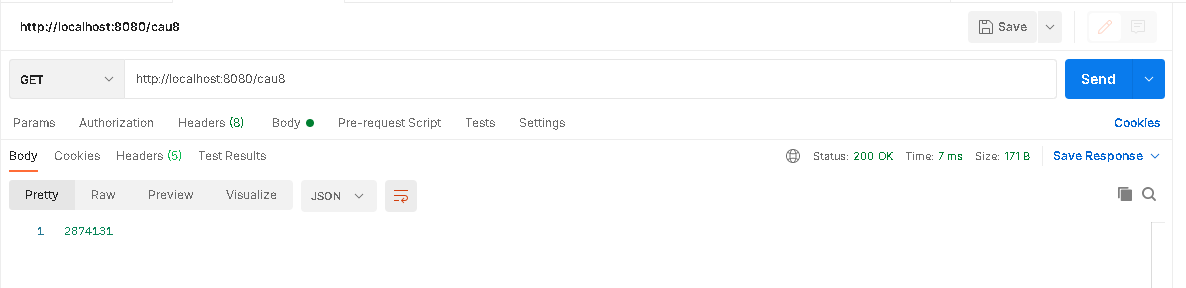 http://localhost:8080/cau8 Save
GET http://localhost:8080/cau8 Send
Params Authorization Headers (8) Body Pre-request Script Tests Settings Cookies
Body Cookies Headers (5) Test Results Status: 200 OK Time: 7 ms Size: 171 B Save Response
Pretty Raw Preview Visualize JSON
1 2874131